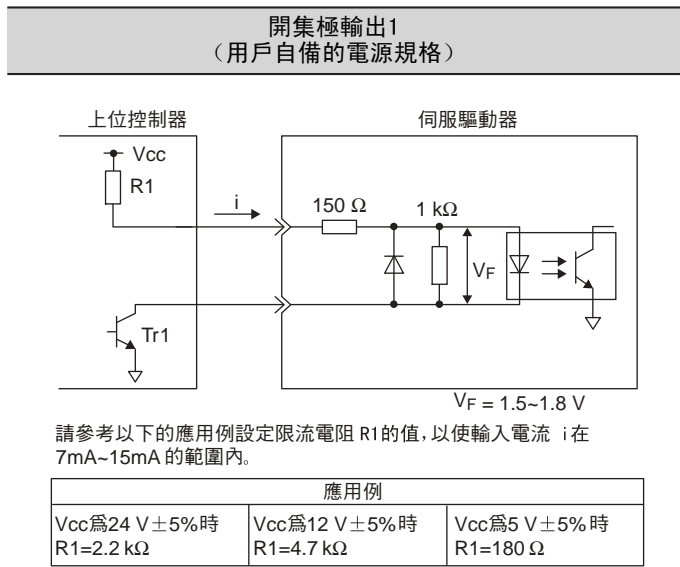 開集極輸出1
（用戶自備的電源規格）
上位控制器
伺服驅動器
Vcc
R1
i
150 Ω
1 kΩ
VF
Tr1
VF = 1.5~1.8 V
請參考以下的應用例設定限流電阻 R1的值，以使輸入電流 i在
7mA~15mA 的範圍內。
應用例
Vcc爲24 V±5%時
R1=2.2 kΩ
Vcc爲12 V±5%時
R1=4.7 kΩ
Vcc爲5 V±5%時
R1=180 Ω